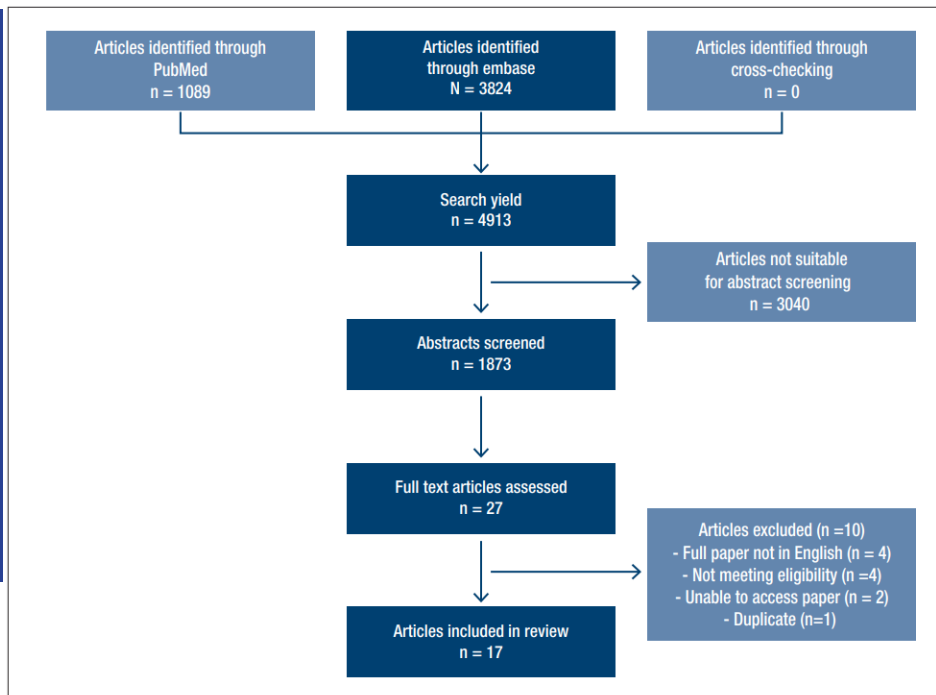 Articles identified through
PubMed
n = 1089
Articles identified
through embase
N = 3824
Articles identified through
cross-checking
n = 0
Search yield
n = 4913
Articles not suitable
for abstract screening
n = 3040
Abstracts screened
n = 1873
Full text articles assessed
n = 27
Articles excluded (n =10)
- Full paper not in English (n = 4)
- Not meeting eligibility (n =4)
- Unable to access paper (n = 2)
- Duplicate (n=1)
Articles included in review
n = 17